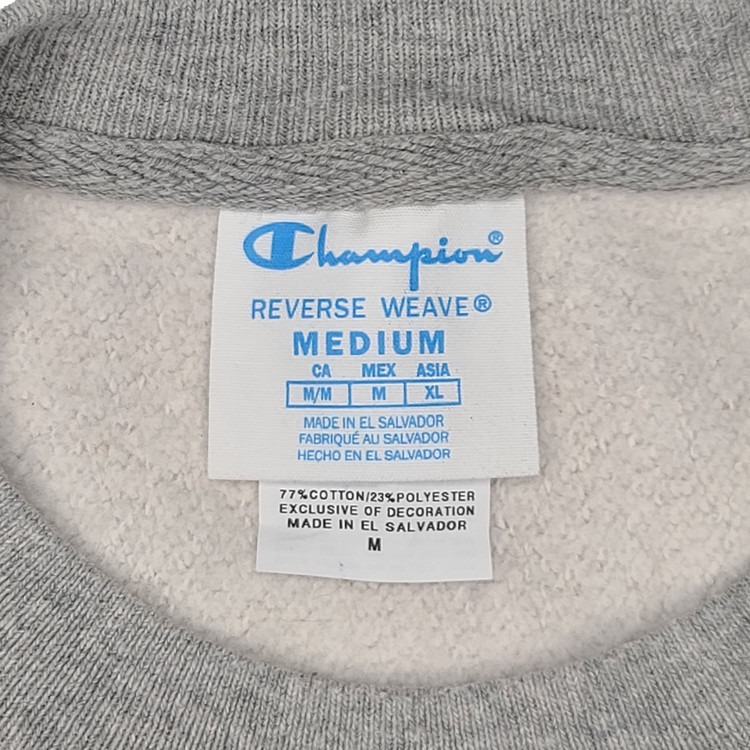 Champion®
REVERSE WEAVE®
MEDIUM
CA MEX ASIA
M/M M XL
MADE IN EL SALVADOR
FABRIQUÉ AU SALVADOR
HECHO EN EL SALVADOR
77%COTTON/23%POLYESTER
EXCLUSIVE OF DECORATION
MADE IN EL SALVADOR
M